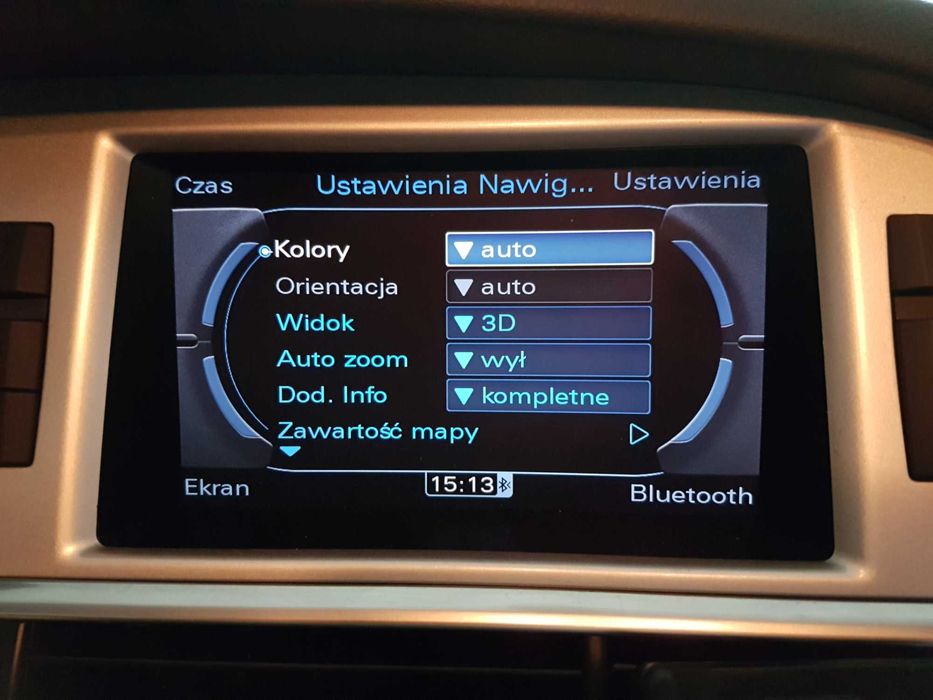 Czas Ustawienia Nawig... Ustawienia
Kolory auto
Orientacja auto
Widok 3D
Auto zoom wył
Dod. Info kompletne
Zawartość mapy
Ekran 15:13 Bluetooth